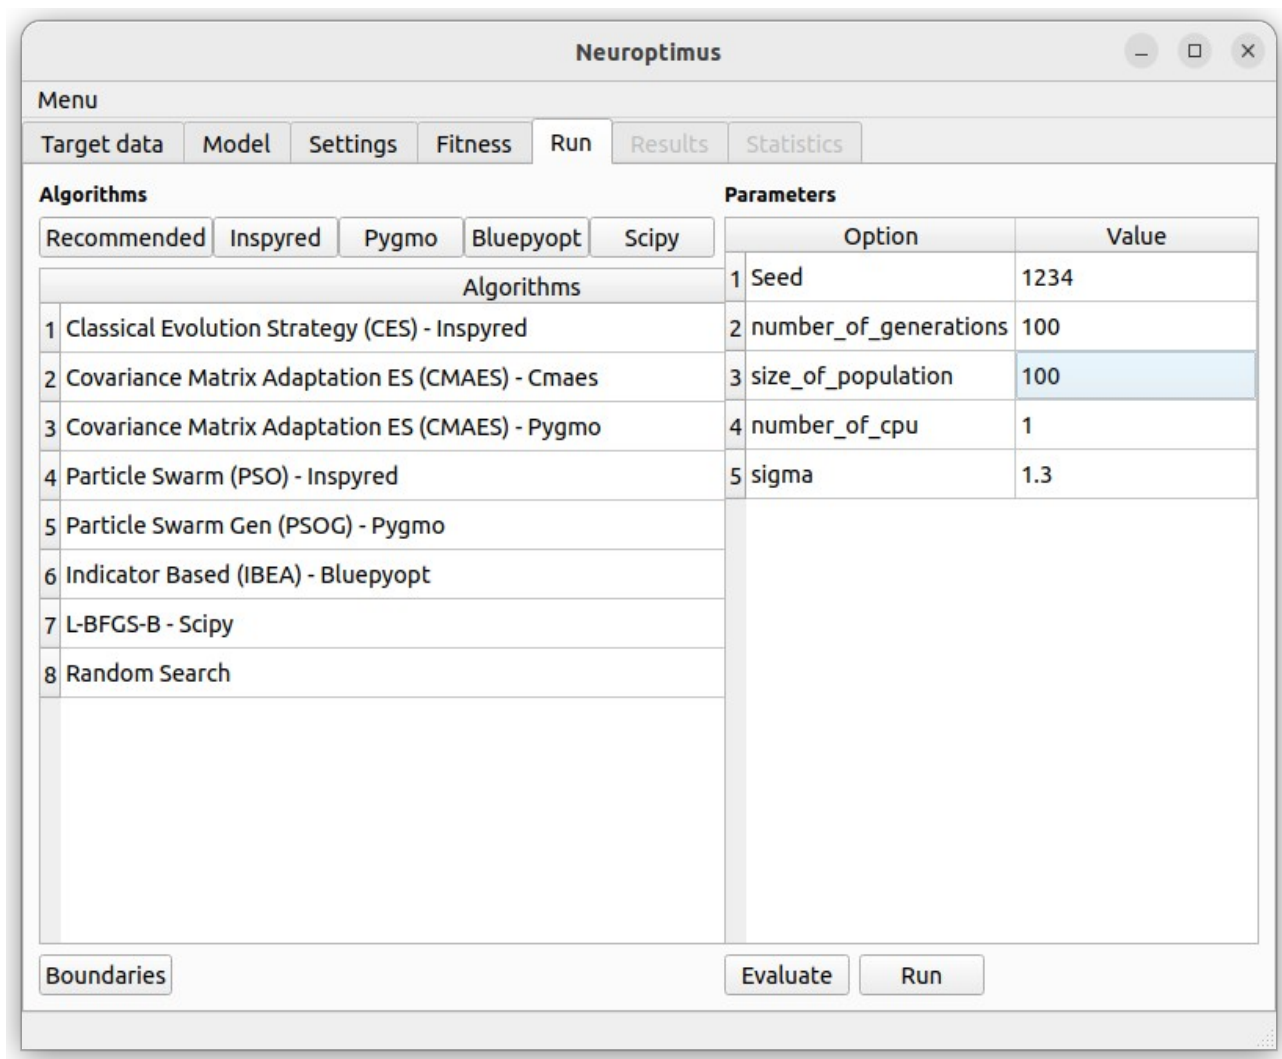 Neuroptimus
Menu
Target data Model Settings Fitness Run Results Statistics
Algorithms
Recommended Inspyred Pygmo Bluepyopt Scipy
Algorithms
1 Classical Evolution Strategy (CES) - Inspyred
2 Covariance Matrix Adaptation ES (CMAES) - Cmaes
3 Covariance Matrix Adaptation ES (CMAES) - Pygmo
4 Particle Swarm (PSO) - Inspyred
5 Particle Swarm Gen (PSOG) - Pygmo
6 Indicator Based (IBEA) - Bluepyopt
7 L-BFGS-B - Scipy
8 Random Search
Boundaries
Parameters
Option Value
1 Seed 1234
2 number_of_generations 100
3 size_of_population 100
4 number_of_cpu 1
5 sigma 1.3
Evaluate Run